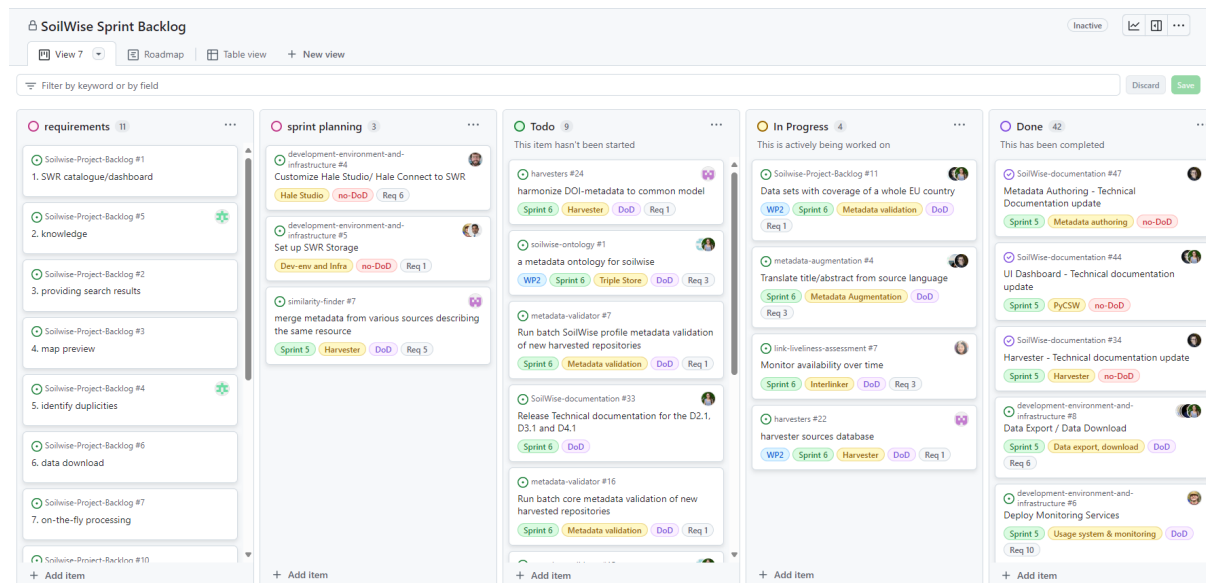 SoilWise Sprint Backlog
Inactive
View 7
Roadmap
Table view
New view
Filter by keyword or by field
Discard
Save
requirements 11
Soilwise-Project-Backlog #1
1. SWR catalogue/dashboard
Soilwise-Project-Backlog #5
2. knowledge
Soilwise-Project-Backlog #2
3. providing search results
Soilwise-Project-Backlog #3
4. map preview
Soilwise-Project-Backlog #4
5. identify duplicities
Soilwise-Project-Backlog #6
6. data download
Soilwise-Project-Backlog #7
7. on-the-fly processing
Soilwise-Project-Backlog #10
+ Add item
sprint planning 3
development-environment-and-
infrastructure #4
Customize Hale Studio/ Hale Connect to SWR
Hale Studio no-DoD Req 6
development-environment-and-
infrastructure #5
Set up SWR Storage
Dev-env and Infra no-DoD Req 1
similarity-finder #7
merge metadata from various sources describing
the same resource
Sprint 5 Harvester DoD Req 5
+ Add item
Todo 9
This item hasn't been started
harvesters #24
harmonize DOI-metadata to common model
Sprint 6 Harvester DoD Req 1
soilwise-ontology #1
a metadata ontology for soilwise
WP2 Sprint 6 Triple Store DoD Req 3
metadata-validator #7
Run batch SoilWise profile metadata validation
of new harvested repositories
Sprint 6 Metadata validation DoD Req 1
SoilWise-documentation #33
Release Technical documentation for the D2.1,
D3.1 and D4.1
Sprint 6 DoD
metadata-validator #16
Run batch core metadata validation of new
harvested repositories
Sprint 6 Metadata validation DoD Req 1
+ Add item
In Progress 4
This is actively being worked on
Soilwise-Project-Backlog #11
Data sets with coverage of a whole EU country
WP2 Sprint 6 Metadata validation DoD
Req 1
metadata-augmentation #4
Translate title/abstract from source language
Sprint 6 Metadata Augmentation DoD
Req 3
link-liveliness-assessment #7
Monitor availability over time
Sprint 6 Interlinker DoD Req 3
harvesters #22
harvester sources database
WP2 Sprint 6 Harvester DoD Req 1
+ Add item
Done 42
This has been completed
SoilWise-documentation #47
Metadata Authoring - Technical
Documentation update
Sprint 5 Metadata authoring no-DoD
SoilWise-documentation #44
UI Dashboard - Technical documentation
update
Sprint 5 PyCSW no-DoD
SoilWise-documentation #34
Harvester - Technical documentation update
Sprint 5 Harvester no-DoD
development-environment-and-
infrastructure #8
Data Export / Data Download
Sprint 5 Data export, download DoD
Req 6
development-environment-and-
infrastructure #6
Deploy Monitoring Services
Sprint 5 Usage system & monitoring DoD
Req 10
+ Add item